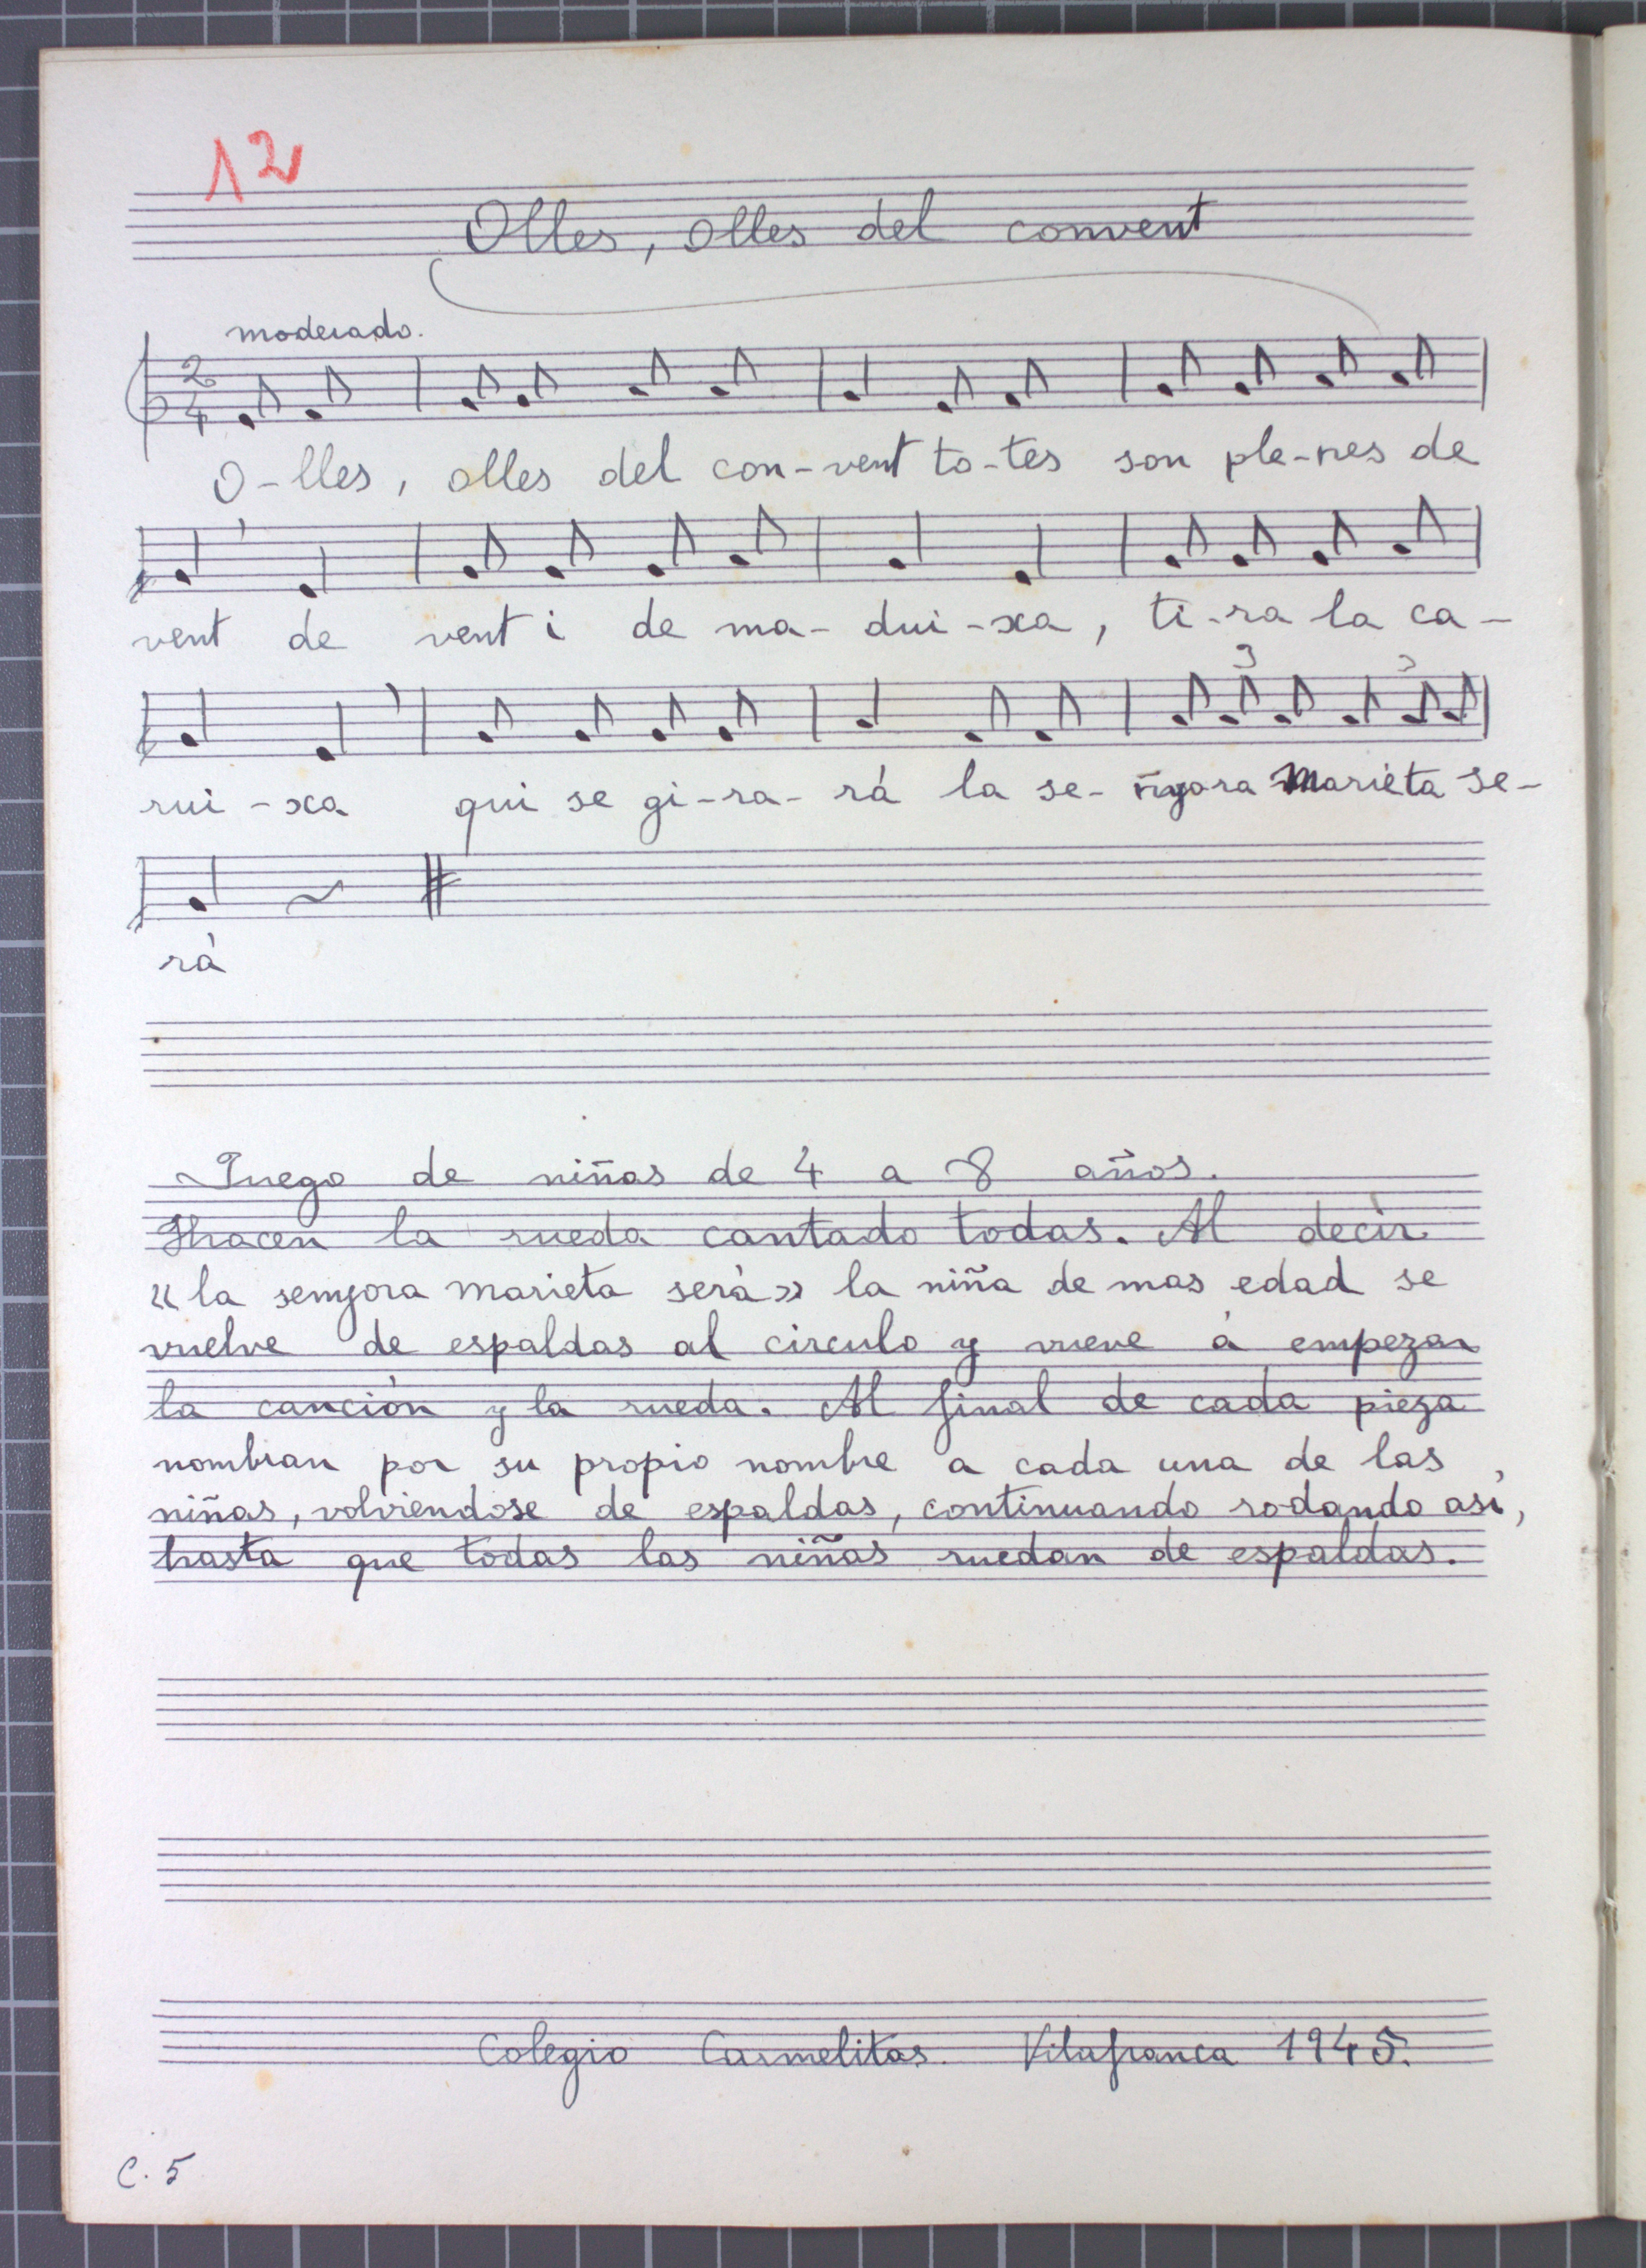 12
Olles, olles del convent
moderado.
2
4
O-lles, olles del con-vent to-tes son ple-nes de
vent de vent i de ma-dui-xa, ti-ra la ca-
3 3
rui-xa qui se gi-ra-rá la se-ñyora Marieta se-
rá
Juego de niñas de 4 a 8 años.
Hracen la rueda cantado todas. Al decir
«la senyora marieta será» la niña de mas edad se
vuelve de espaldas al circulo y vueve á empezar
la canción y la rueda. Al final de cada pieza
nombran por su propio nombre a cada una de las
niñas, volviendose de espaldas, continuando rodando así,
hasta que todas las niñas ruedan de espaldas.
Colegio Carmelitas. Vilafranca 1945.
C. 5